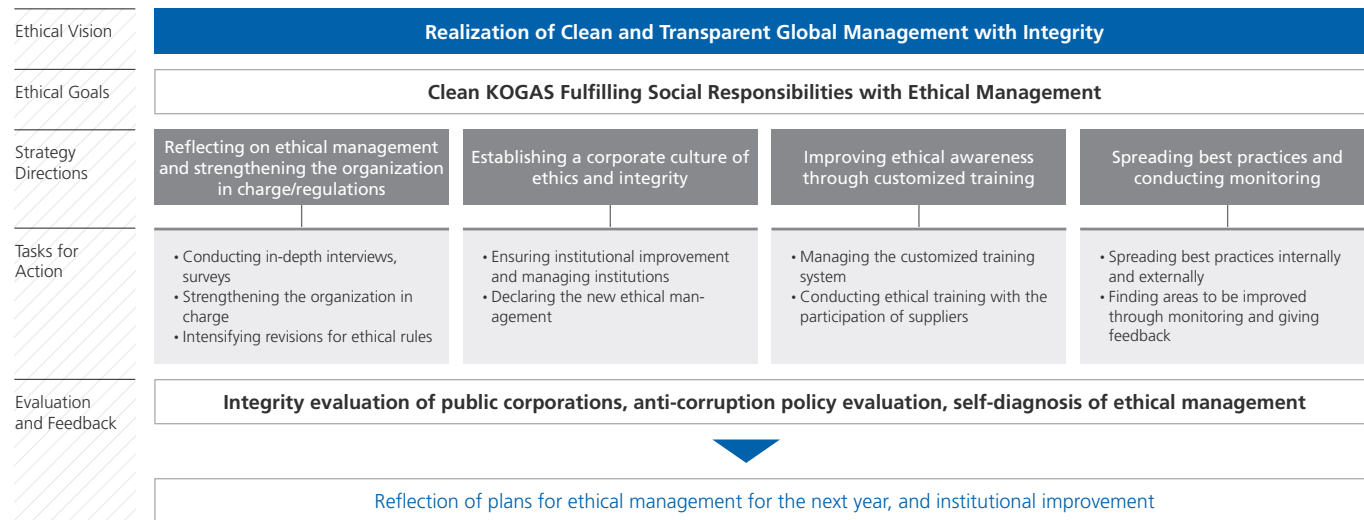 Ethical Vision
Realization of Clean and Transparent Global Management with Integrity
Ethical Goals
Clean KOGAS Fulfilling Social Responsibilities with Ethical Management
Strategy
Directions
Reflecting on ethical management
and strengthening the organization
in charge/regulations
Establishing a corporate culture of
ethics and integrity
Improving ethical awareness
through customized training
Spreading best practices and
conducting monitoring
Tasks for
Action
• Conducting in-depth interviews,
surveys
• Strengthening the organization in
charge
• Intensifying revisions for ethical rules
• Ensuring institutional improvement
and managing institutions
• Declaring the new ethical man-
agement
• Managing the customized training
system
• Conducting ethical training with the
participation of suppliers
• Spreading best practices internally
and externally
• Finding areas to be improved
through monitoring and giving
feedback
Evaluation
and Feedback
Integrity evaluation of public corporations, anti-corruption policy evaluation, self-diagnosis of ethical management
Reflection of plans for ethical management for the next year, and institutional improvement